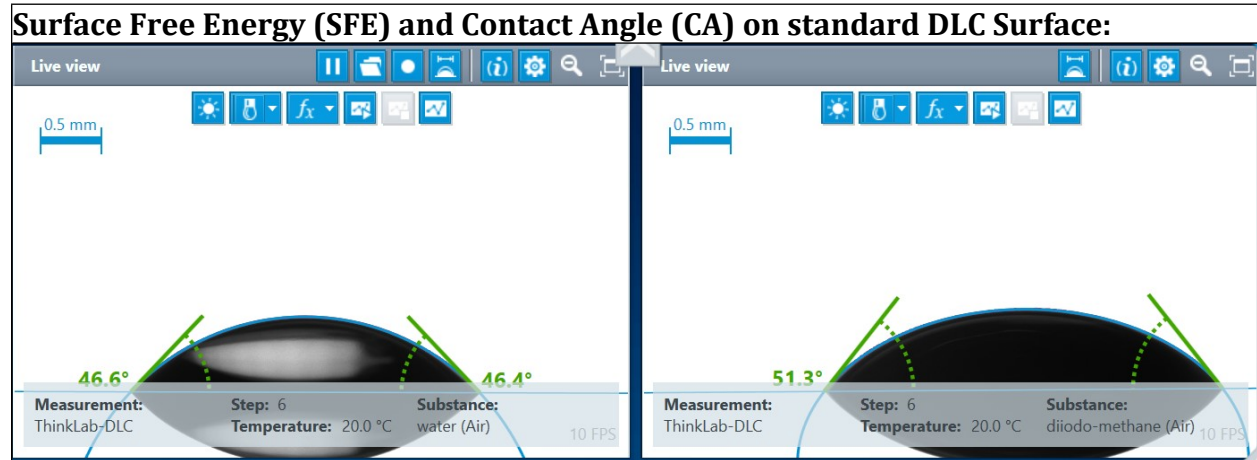 Surface Free Energy (SFE) and Contact Angle (CA) on standard DLC Surface:
Live view
0.5 mm
46.6° 46.4°
Measurement: Step: 6 Substance:
ThinkLab-DLC Temperature: 20.0 °C water (Air) 10 FPS
Live view
0.5 mm
51.3°
Measurement: Step: 6 Substance:
ThinkLab-DLC Temperature: 20.0 °C diiodo-methane (Air) 10 FPS